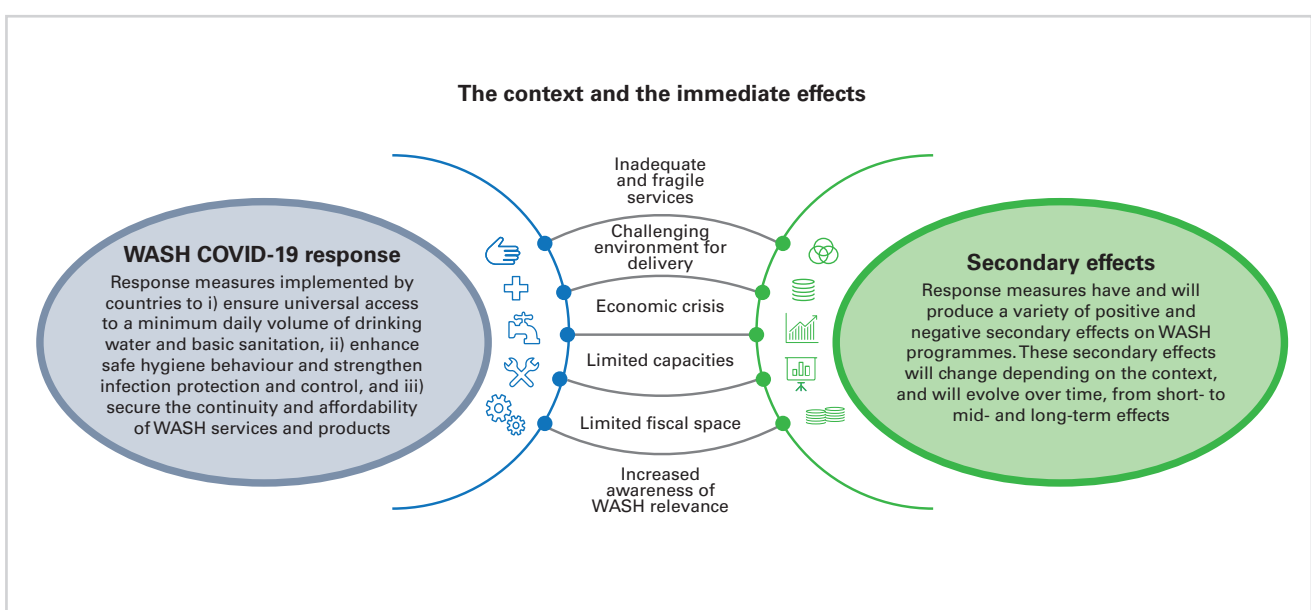 The context and the immediate effects
WASH COVID-19 response
Response measures implemented by
countries to i) ensure universal access
to a minimum daily volume of drinking
water and basic sanitation, ii) enhance
safe hygiene behaviour and strengthen
infection protection and control, and iii)
secure the continuity and affordability
of WASH services and products
Inadequate
and fragile
services
Challenging
environment for
delivery
Economic crisis
Limited capacities
Limited fiscal space
Increased
awareness of
WASH relevance
Secondary effects
Response measures have and will
produce a variety of positive and
negative secondary effects on WASH
programmes. These secondary effects
will change depending on the context,
and will evolve over time, from short- to
mid- and long-term effects